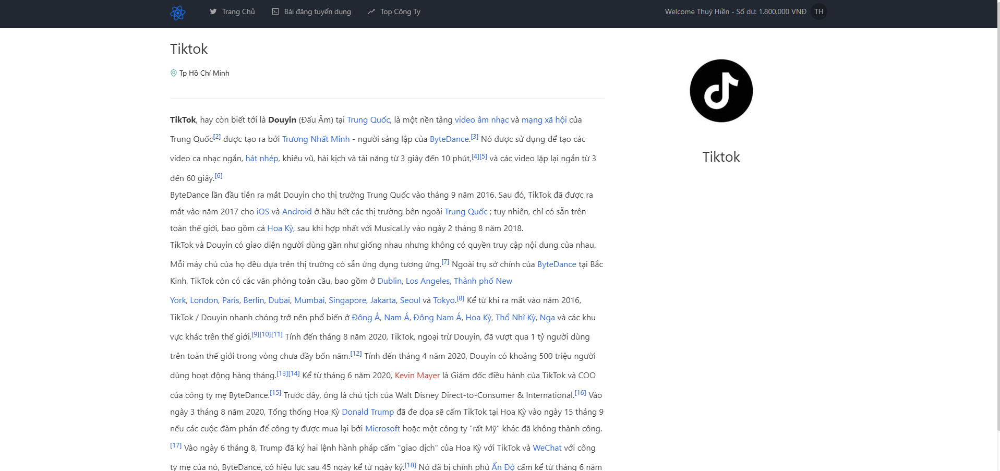 Trang Chủ Bài đăng tuyển dụng Top Công Ty Welcome Thuý Hiền - Số dư: 1.800.000 VNĐ TH
Tiktok
Tp Hồ Chí Minh
TikTok, hay còn biết tới là Douyin (Đấu Âm) tại Trung Quốc, là một nền tảng video âm nhạc và mạng xã hội của
Trung Quốc[2] được tạo ra bởi Trương Nhất Minh - người sáng lập của ByteDance.[3] Nó được sử dụng để tạo các
video ca nhạc ngắn, hát nhép, khiêu vũ, hài kịch và tài năng từ 3 giây đến 10 phút,[4][5] và các video lặp lại ngắn từ 3
đến 60 giây.[6]
ByteDance lần đầu tiên ra mắt Douyin cho thị trường Trung Quốc vào tháng 9 năm 2016. Sau đó, TikTok đã được ra
mắt vào năm 2017 cho iOS và Android ở hầu hết các thị trường bên ngoài Trung Quốc ; tuy nhiên, chỉ có sẵn trên
toàn thế giới, bao gồm cả Hoa Kỳ, sau khi hợp nhất với Musical.ly vào ngày 2 tháng 8 năm 2018.
TikTok và Douyin có giao diện người dùng gần như giống nhau nhưng không có quyền truy cập nội dung của nhau.
Mỗi máy chủ của họ đều dựa trên thị trường có sẵn ứng dụng tương ứng.[7] Ngoài trụ sở chính của ByteDance tại Bắc
Kinh, TikTok còn có các văn phòng toàn cầu, bao gồm ở Dublin, Los Angeles, Thành phố New
York, London, Paris, Berlin, Dubai, Mumbai, Singapore, Jakarta, Seoul và Tokyo.[8] Kể từ khi ra mắt vào năm 2016,
TikTok / Douyin nhanh chóng trở nên phổ biến ở Đông Á, Nam Á, Đông Nam Á, Hoa Kỳ, Thổ Nhĩ Kỳ, Nga và các khu
vực khác trên thế giới.[9][10][11] Tính đến tháng 8 năm 2020, TikTok, ngoại trừ Douyin, đã vượt qua 1 tỷ người dùng
trên toàn thế giới trong vòng chưa đầy bốn năm.[12] Tính đến tháng 4 năm 2020, Douyin có khoảng 500 triệu người
dùng hoạt động hàng tháng.[13][14] Kể từ tháng 6 năm 2020, Kevin Mayer là Giám đốc điều hành của TikTok và COO
của công ty mẹ ByteDance.[15] Trước đây, ông là chủ tịch của Walt Disney Direct-to-Consumer & International.[16] Vào
ngày 3 tháng 8 năm 2020, Tổng thống Hoa Kỳ Donald Trump đã đe dọa sẽ cấm TikTok tại Hoa Kỳ vào ngày 15 tháng 9
nếu các cuộc đàm phán để công ty được mua lại bởi Microsoft hoặc một công ty "rất Mỹ" khác đã không thành công.
[17] Vào ngày 6 tháng 8, Trump đã ký hai lệnh hành pháp cấm "giao dịch" của Hoa Kỳ với TikTok và WeChat với công
ty mẹ của nó, ByteDance, có hiệu lực sau 45 ngày kể từ ngày ký.[18] Nó đã bị chính phủ Ấn Độ cấm kể từ tháng 6 năm
Tiktok